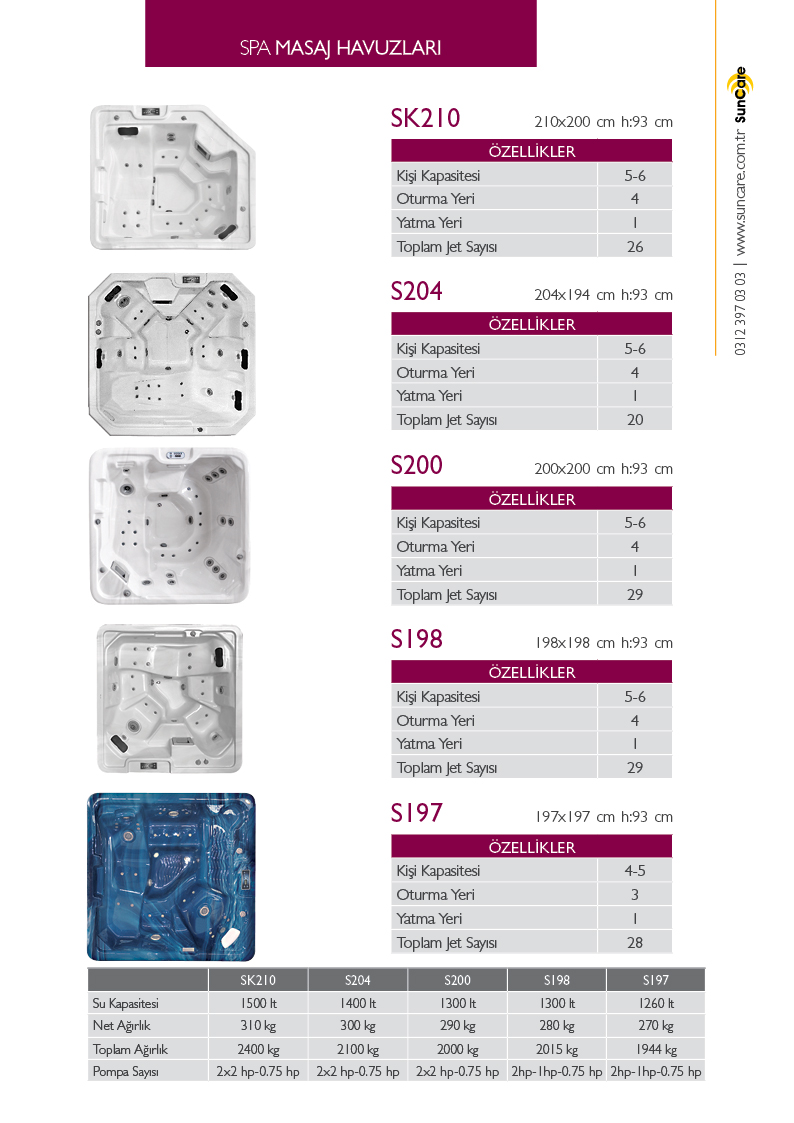 SPA MASAJ HAVUZLARI
SK210 210x200 cm h:93 cm
ÖZELLİKLER
Kişi Kapasitesi 5-6
Oturma Yeri 4
Yatma Yeri 1
Toplam Jet Sayısı 26
S204 204x194 cm h:93 cm
ÖZELLİKLER
Kişi Kapasitesi 5-6
Oturma Yeri 4
Yatma Yeri 1
Toplam Jet Sayısı 20
S200 200x200 cm h:93 cm
ÖZELLİKLER
Kişi Kapasitesi 5-6
Oturma Yeri 4
Yatma Yeri 1
Toplam Jet Sayısı 29
S198 198x198 cm h:93 cm
ÖZELLİKLER
Kişi Kapasitesi 5-6
Oturma Yeri 4
Yatma Yeri 1
Toplam Jet Sayısı 29
S197 197x197 cm h:93 cm
ÖZELLİKLER
Kişi Kapasitesi 4-5
Oturma Yeri 3
Yatma Yeri 1
Toplam Jet Sayısı 28
SK210 S204 S200 S198 S197
Su Kapasitesi 1500 lt 1400 lt 1300 lt 1300 lt 1260 lt
Net Ağırlık 310 kg 300 kg 290 kg 280 kg 270 kg
Toplam Ağırlık 2400 kg 2100 kg 2000 kg 2015 kg 1944 kg
Pompa Sayısı 2x2 hp-0.75 hp 2x2 hp-0.75 hp 2x2 hp-0.75 hp 2hp-1hp-0.75 hp 2hp-1hp-0.75 hp
0312 397 03 03 | www.suncare.com.tr SunCare